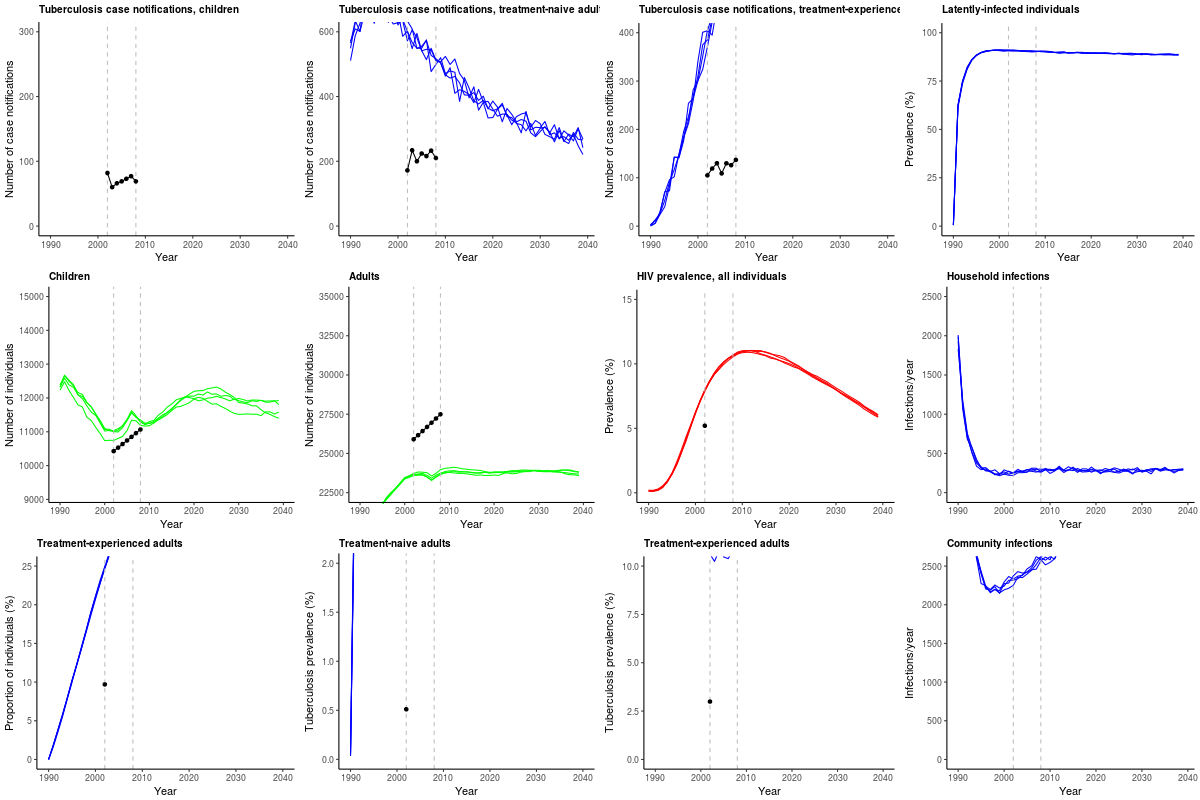 Tuberculosis case notifications, children
Number of case notifications
300
200
100
0
1990 2000 2010 2020 2030 2040
Year
Tuberculosis case notifications, treatment-naive adult
Number of case notifications
600
400
200
0
1990 2000 2010 2020 2030 2040
Year
Tuberculosis case notifications, treatment-experience
Number of case notifications
400
300
200
100
0
1990 2000 2010 2020 2030 2040
Year
Latently-infected individuals
Prevalence (%)
100
75
50
25
0
1990 2000 2010 2020 2030 2040
Year
Children
Number of individuals
15000
14000
13000
12000
11000
10000
9000
1990 2000 2010 2020 2030 2040
Year
Adults
Number of individuals
35000
32500
30000
27500
25000
22500
1990 2000 2010 2020 2030 2040
Year
HIV prevalence, all individuals
Prevalence (%)
15
10
5
0
1990 2000 2010 2020 2030 2040
Year
Household infections
Infections/year
2500
2000
1500
1000
500
0
1990 2000 2010 2020 2030 2040
Year
Treatment-experienced adults
Proportion of individuals (%)
25
20
15
10
5
0
1990 2000 2010 2020 2030 2040
Year
Treatment-naive adults
Tuberculosis prevalence (%)
2.0
1.5
1.0
0.5
0.0
1990 2000 2010 2020 2030 2040
Year
Treatment-experienced adults
Tuberculosis prevalence (%)
10.0
7.5
5.0
2.5
0.0
1990 2000 2010 2020 2030 2040
Year
Community infections
Infections/year
2500
2000
1500
1000
500
0
1990 2000 2010 2020 2030 2040
Year